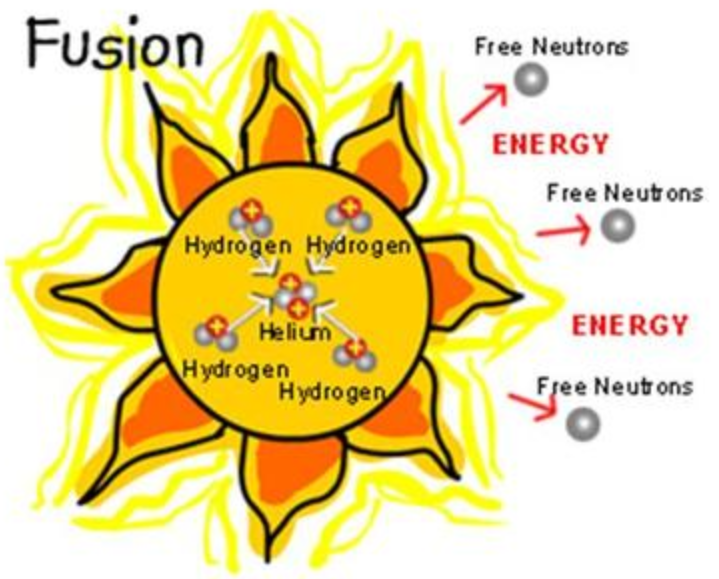 Fusion
Free Neutrons
ENERGY
Free Neutrons
Hydrogen Hydrogen
Helium
ENERGY
Hydrogen
Hydrogen
Free Neutrons